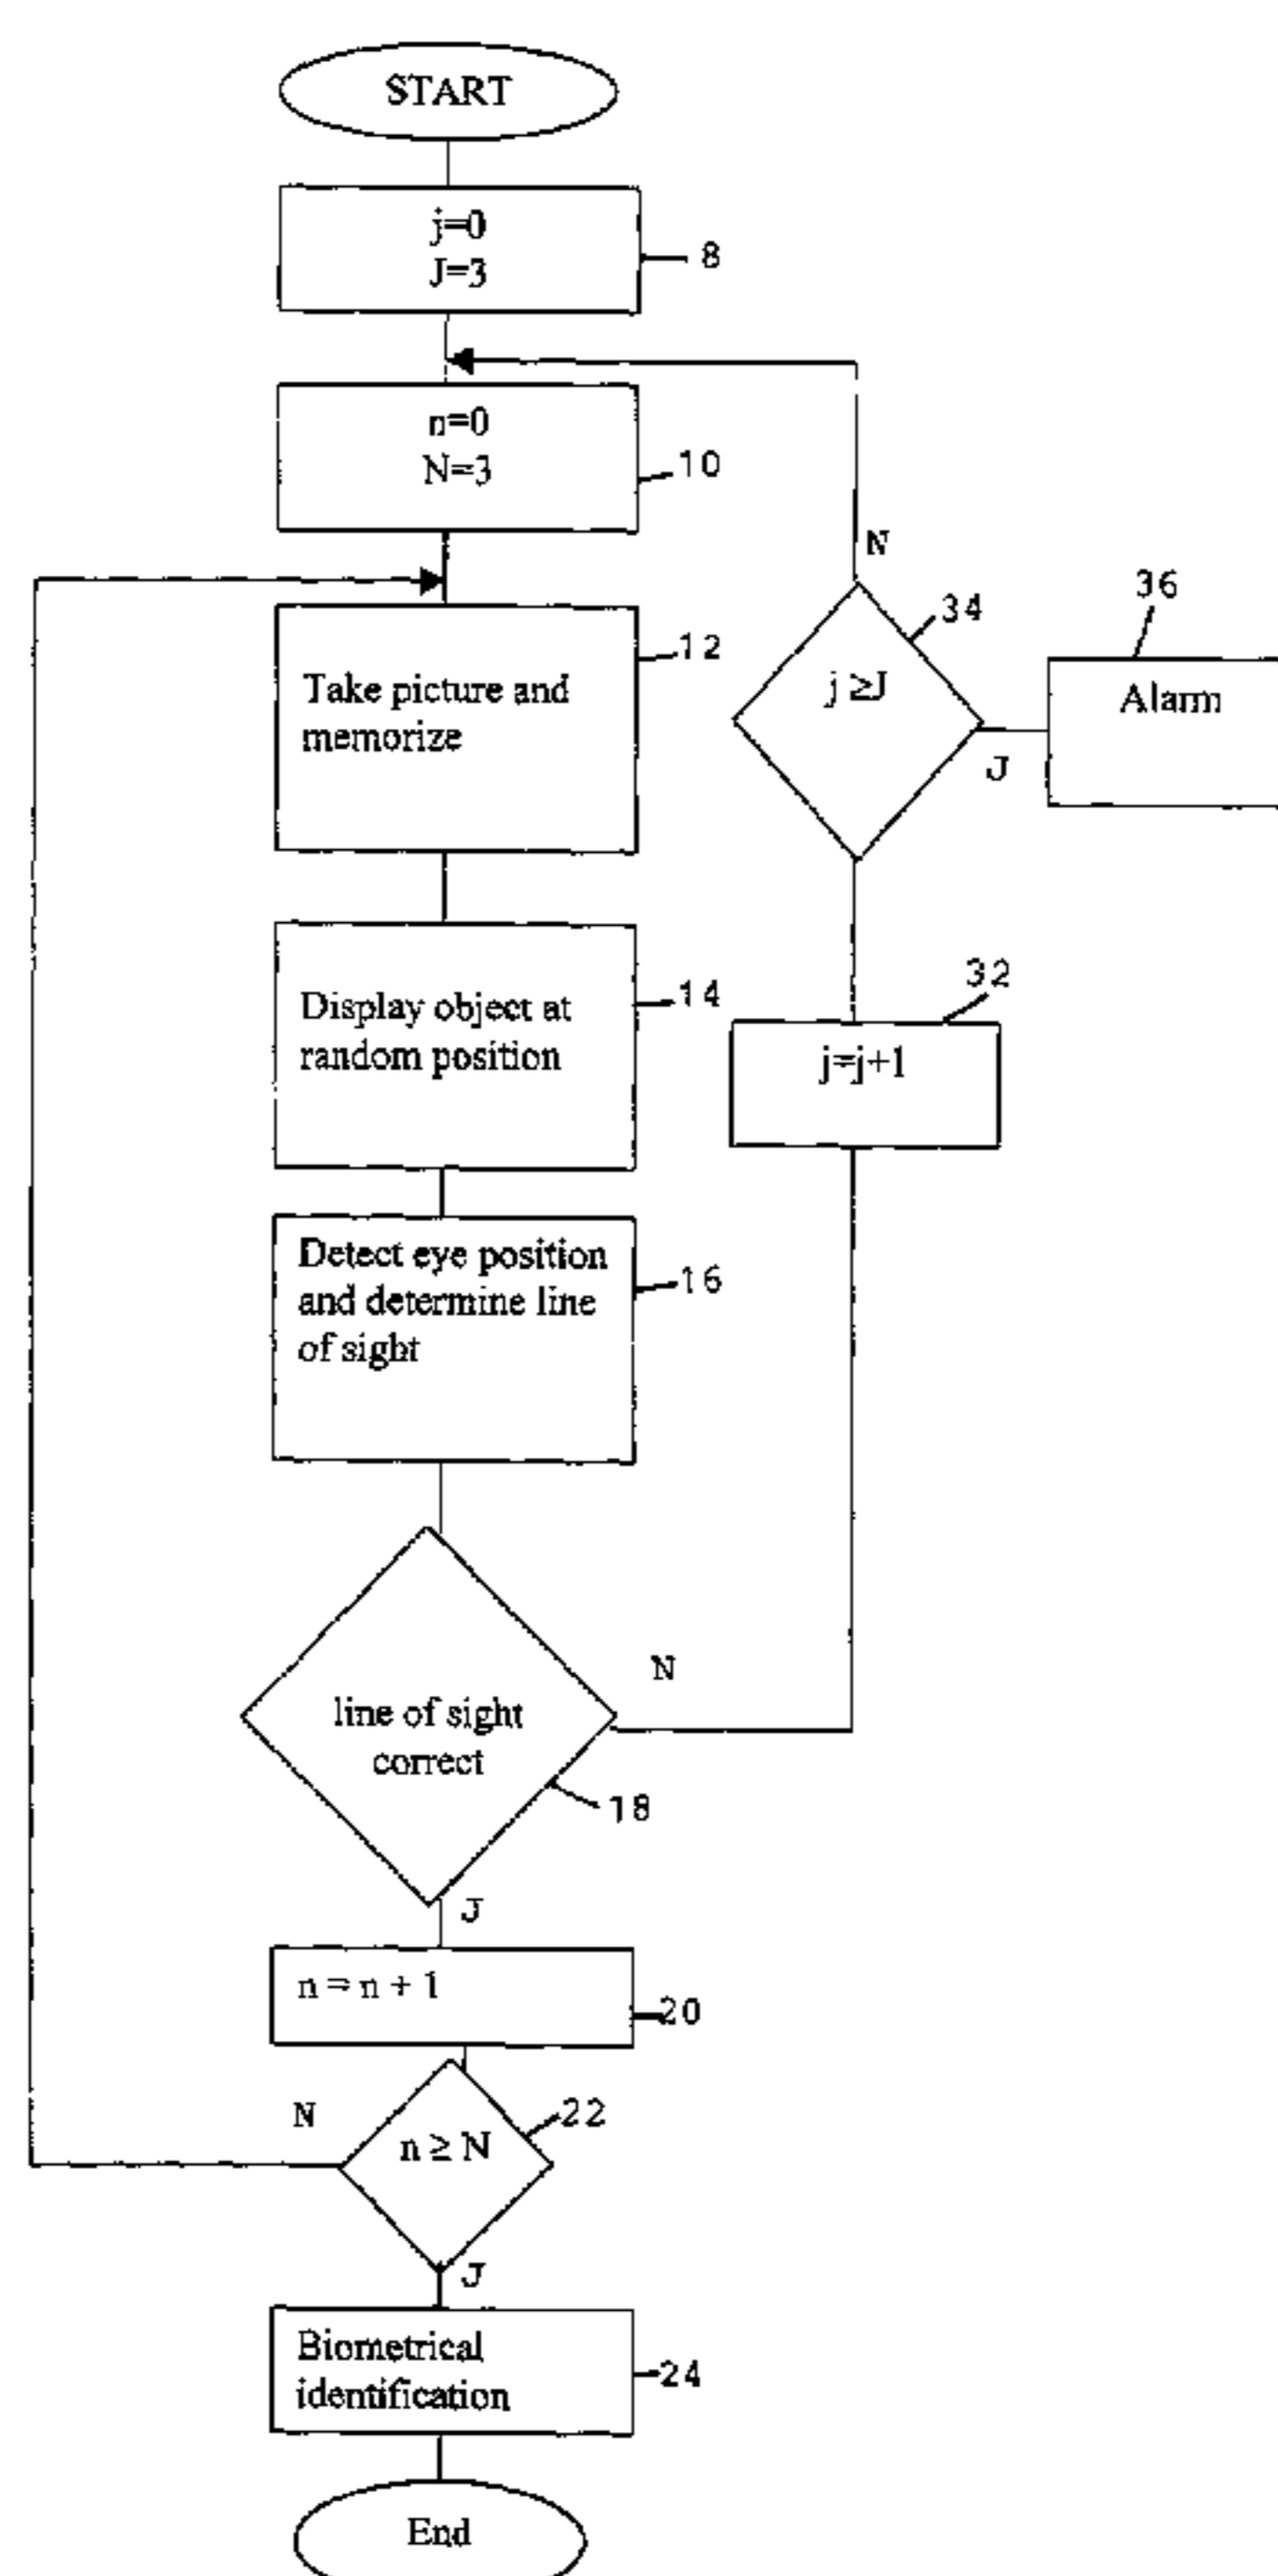 START
j=0
J=3
8
n=0
N=3
10
N
34
36
j ≥J
Alarm
J
Take picture and
memorize
12
Display object at
random position
14
32
j=j+1
Detect eye position
and determine line
of sight
16
N
line of sight
correct
18
J
n = n + 1
20
N
n ≥ N
22
J
Biometrical
identification
24
End